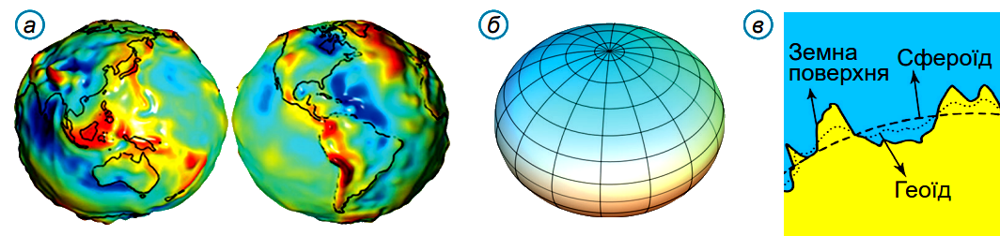 а
б
в
Земна
поверхня
Сфероїд
Геоїд